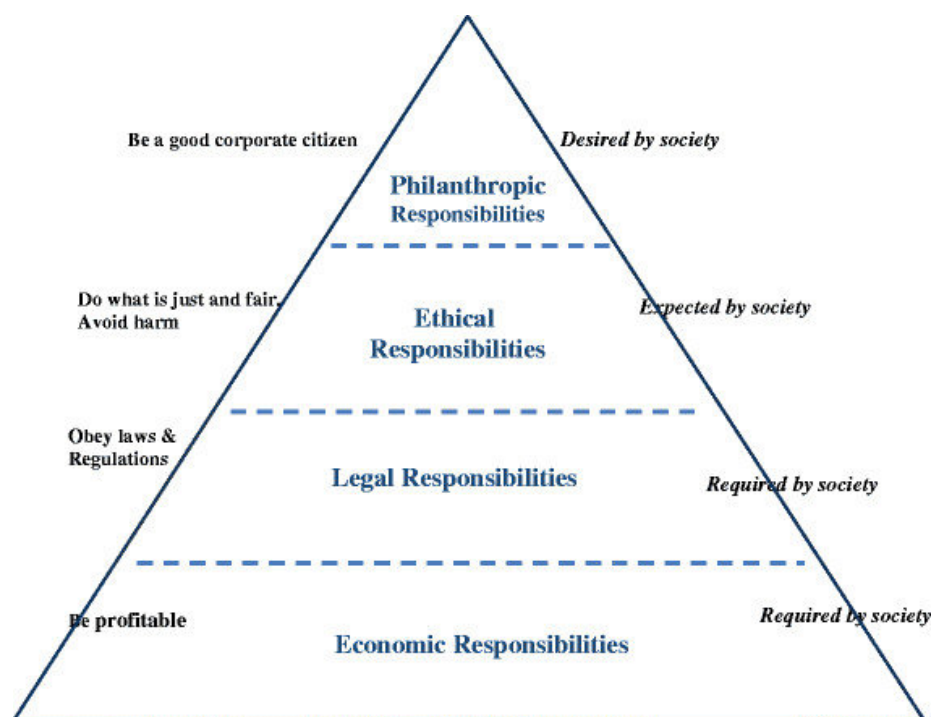 Be a good corporate citizen
Desired by society
Philanthropic
Responsibilities
Do what is just and fair.
Avoid harm
Expected by society
Ethical
Responsibilities
Obey laws &
Regulations
Legal Responsibilities
Required by society
Be profitable
Required by society
Economic Responsibilities